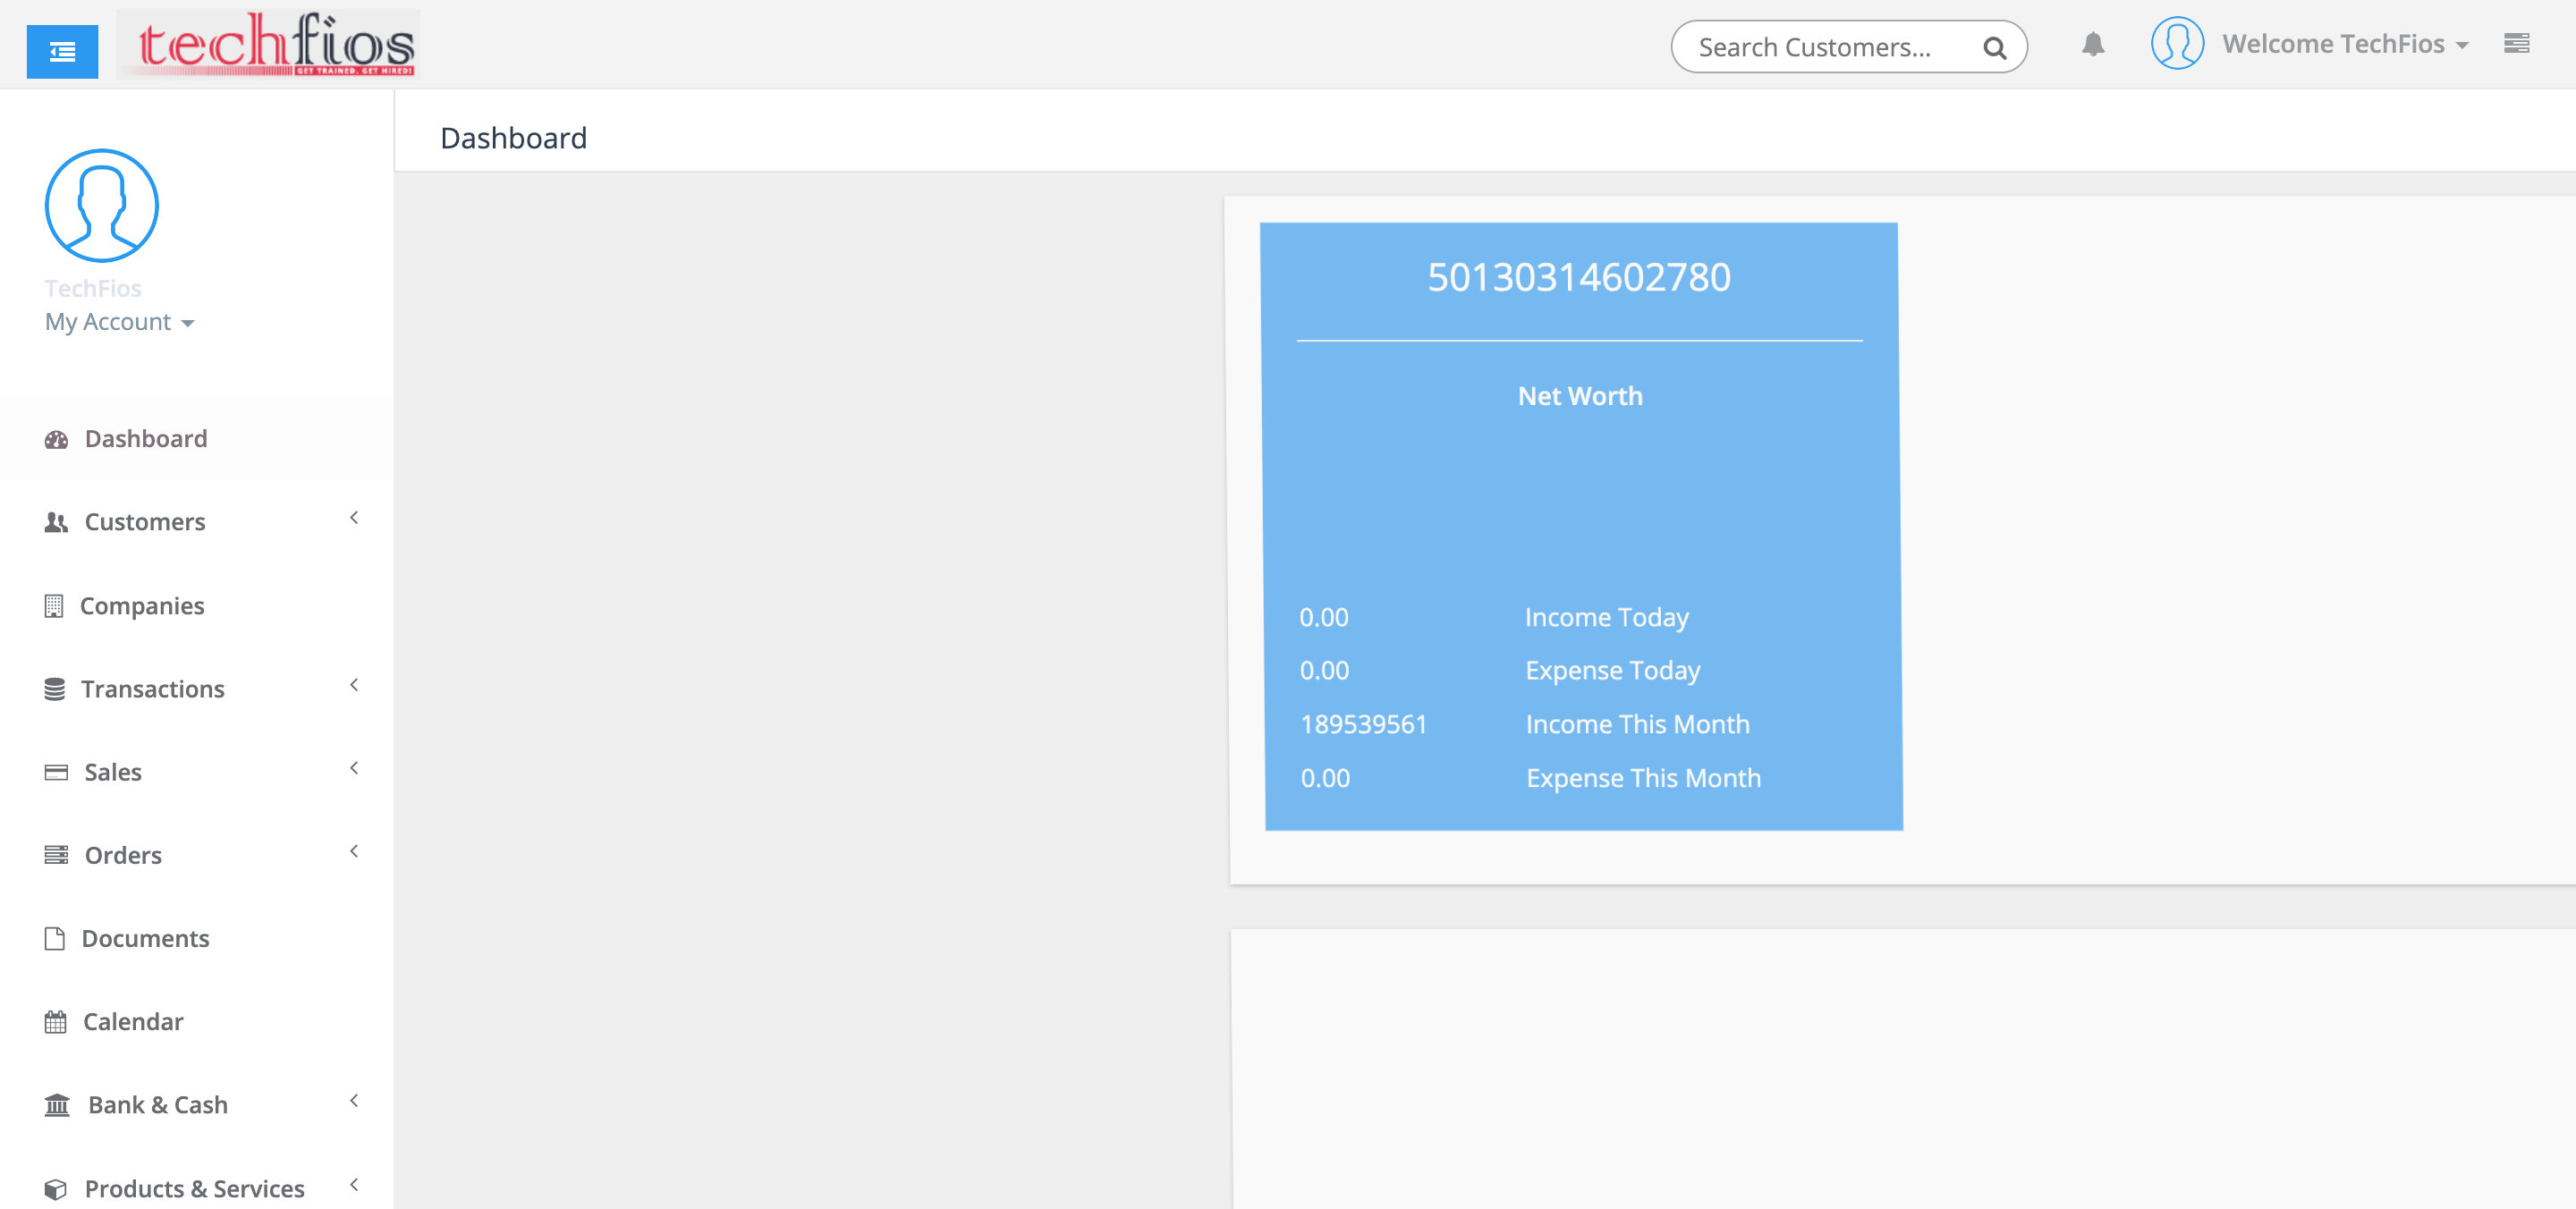 techfios
GET TRAINED. GET HIRED!
Search Customers...
Welcome TechFios
TechFios
My Account
Dashboard
Customers
Companies
Transactions
Sales
Orders
Documents
Calendar
Bank & Cash
Products & Services
Dashboard
50130314602780
Net Worth
0.00 Income Today
0.00 Expense Today
189539561 Income This Month
0.00 Expense This Month